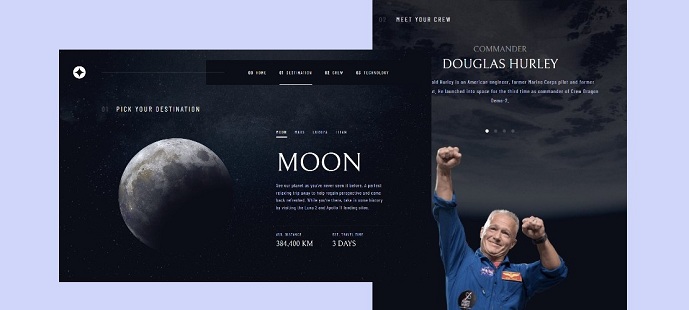 00 HOME
01 DESTINATION
02 CREW
03 TECHNOLOGY
01 PICK YOUR DESTINATION
MOON
MARS
EUROPA
TITAN
MOON
See our planet as you've never seen it before. A perfect
relaxing trip away to help regain perspective and come
back refreshed. While you're there, take in some history
by visiting the Luna 2 and Apollo 11 landing sites.
AVG. DISTANCE
384,400 KM
EST. TRAVEL TIME
3 DAYS
MEET YOUR CREW
COMMANDER
DOUGLAS HURLEY
Hurley is an American engineer, former Marine Corps pilot and former
He launched into space for the third time as commander of Crew Dragon
Demo-2.
NASA